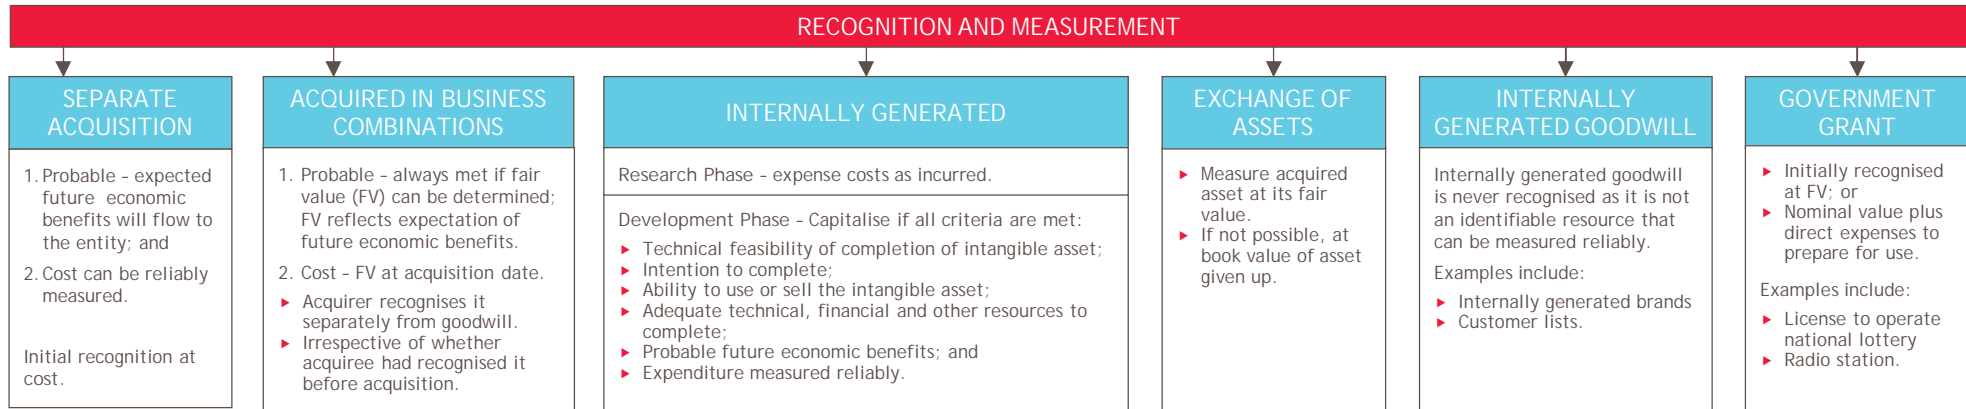 RECOGNITION AND MEASUREMENT
SEPARATE
ACQUISITION
1. Probable – expected
future economic
benefits will flow to
the entity; and
2. Cost can be reliably
measured.
Initial recognition at
cost.
ACQUIRED IN BUSINESS
COMBINATIONS
1. Probable – always met if fair
value (FV) can be determined;
FV reflects expectation of
future economic benefits.
2. Cost – FV at acquisition date.
► Acquirer recognises it
separately from goodwill.
► Irrespective of whether
acquiree had recognised it
before acquisition.
INTERNALLY GENERATED
Research Phase – expense costs as incurred.
Development Phase – Capitalise if all criteria are met:
► Technical feasibility of completion of intangible asset;
► Intention to complete;
► Ability to use or sell the intangible asset;
► Adequate technical, financial and other resources to
complete;
► Probable future economic benefits; and
► Expenditure measured reliably.
EXCHANGE OF
ASSETS
► Measure acquired
asset at its fair
value.
► If not possible, at
book value of asset
given up.
INTERNALLY
GENERATED GOODWILL
Internally generated goodwill
is never recognised as it is not
an identifiable resource that
can be measured reliably.
Examples include:
► Internally generated brands
► Customer lists.
GOVERNMENT
GRANT
► Initially recognised
at FV; or
► Nominal value plus
direct expenses to
prepare for use.
Examples include:
► License to operate
national lottery
► Radio station.